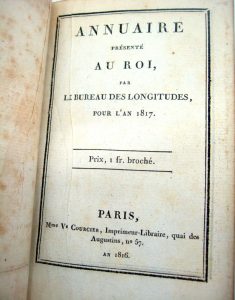 ANNUAIRE
PRÉSENTÉ
AU ROI,
PAR
LE BUREAU DES LONGITUDES,
POUR L'AN 1817.
Prix, 1 fr. broché.
PARIS,
Mme Ve COURCIER, Imprimeur-Libraire, quai des
Augustins, no 57.
AN 1816.